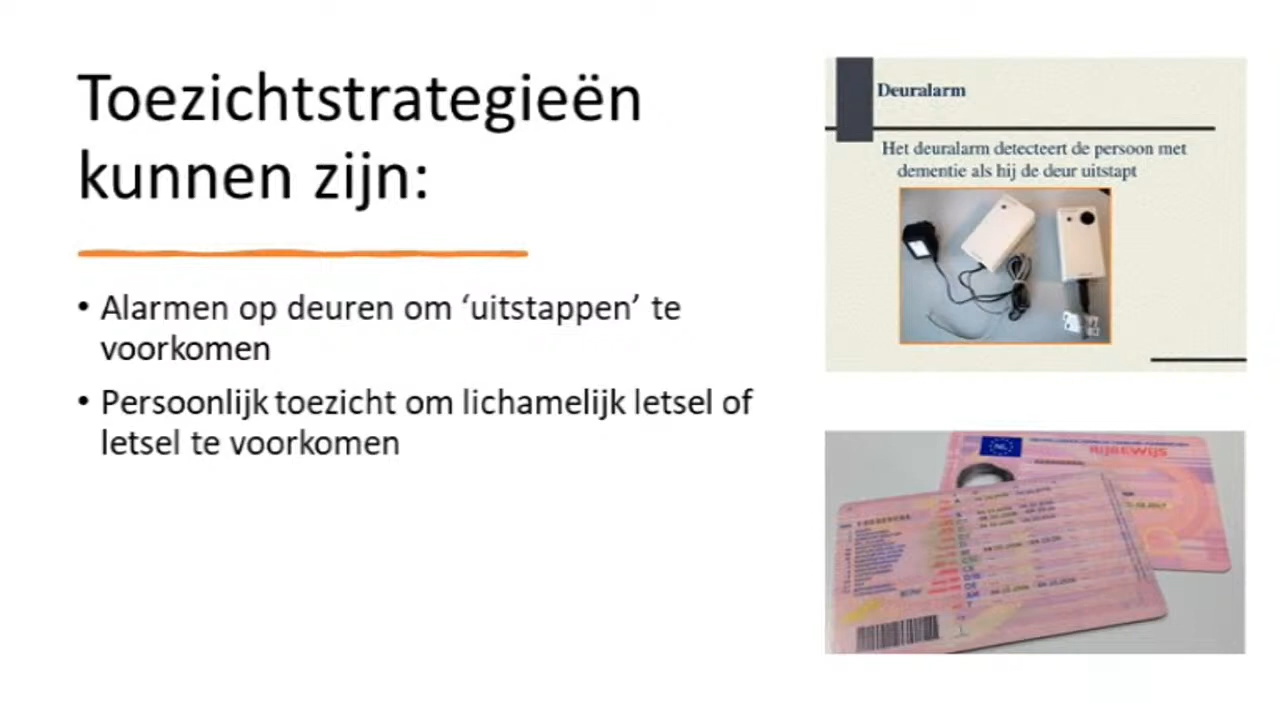 Toezichtstrategieën
kunnen zijn:
• Alarmen op deuren om ‘uitstappen’ te
voorkomen
• Persoonlijk toezicht om lichamelijk letsel of
letsel te voorkomen
Deuralarm
Het deuralarm detecteert de persoon met
dementie als hij de deur uitstapt
NL
RIJBEWIJS